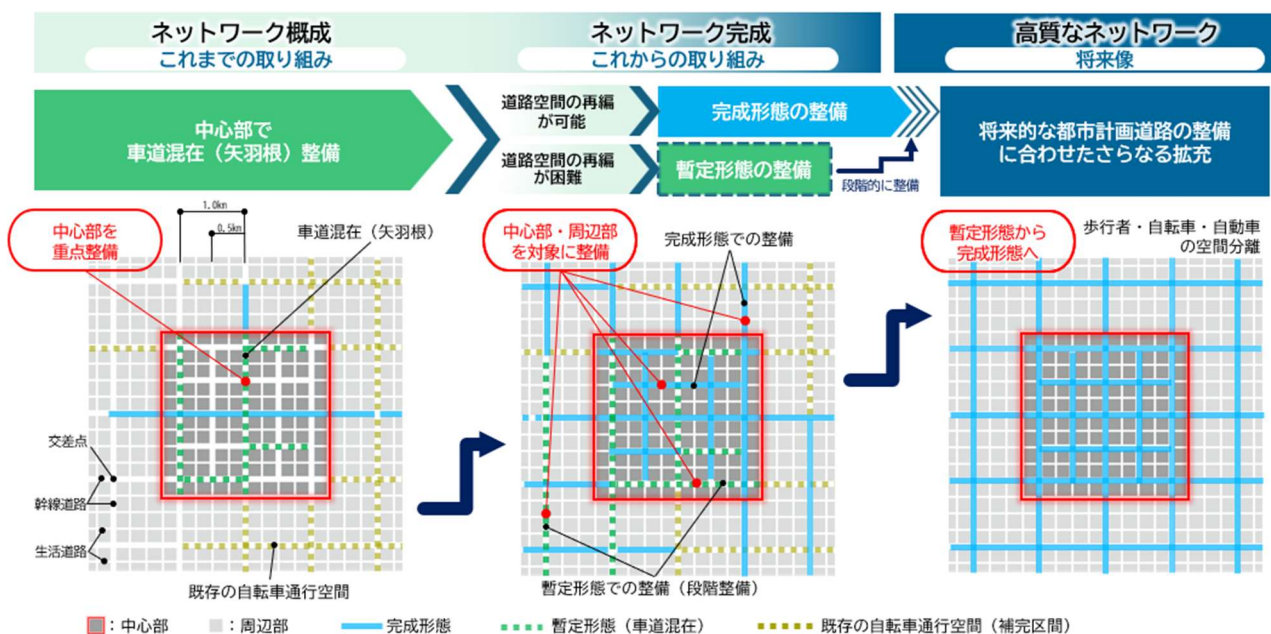 ネットワーク概成
これまでの取り組み
ネットワーク完成
これからの取り組み
高質なネットワーク
将来像
中心部で
車道混在（矢羽根）整備
道路空間の再編
が可能
完成形態の整備
道路空間の再編
が困難
暫定形態の整備
段階的に整備
将来的な都市計画道路の整備
に合わせたさらなる拡充
中心部を
重点整備
1.0km
0.5km
車道混在（矢羽根）
交差点
幹線道路
生活道路
既存の自転車通行空間
中心部・周辺部
を対象に整備
完成形態での整備
暫定形態での整備（段階整備）
暫定形態から
完成形態へ
歩行者・自転車・自動車
の空間分離
：中心部
：周辺部
完成形態
暫定形態（車道混在）
既存の自転車通行空間（補完区間）